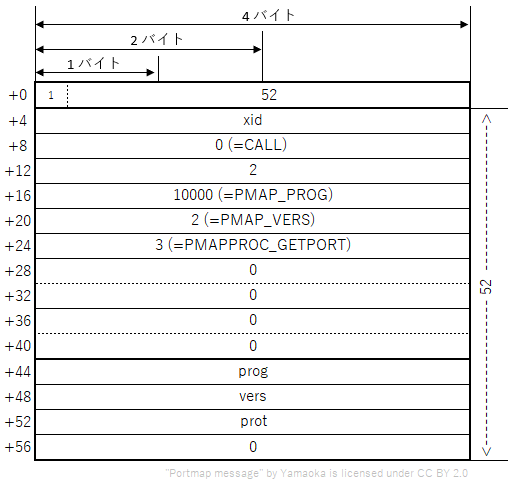 4 バイト
2 バイト
1 バイト
+0 1 52
+4 xid
+8 0 (=CALL)
+12 2
+16 10000 (=PMAP_PROG)
+20 2 (=PMAP_VERS)
+24 3 (=PMAPPROC_GETPORT)
+28 0
+32 0
+36 0
+40 0
+44 prog
+48 vers
+52 prot
+56 0
52
"Portmap message" by Yamaoka is licensed under CC BY 2.0